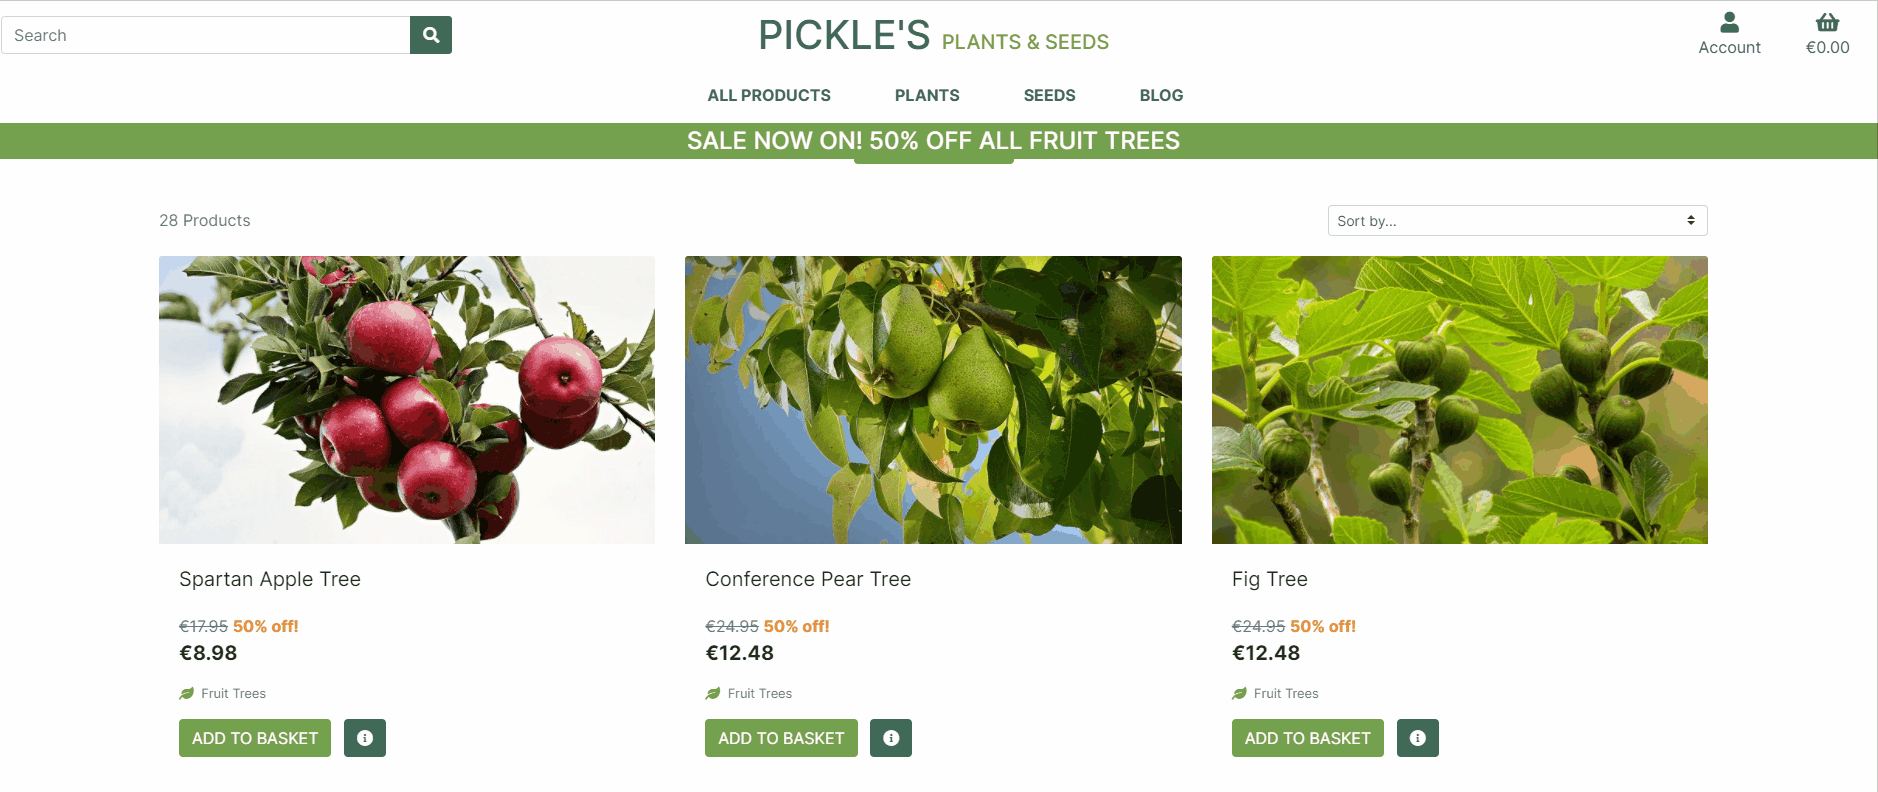 Search
PICKLE'S PLANTS & SEEDS
Account
€0.00
ALL PRODUCTS
PLANTS
SEEDS
BLOG
SALE NOW ON! 50% OFF ALL FRUIT TREES
28 Products
Sort by...
Spartan Apple Tree
€17.95 50% off!
€8.98
Fruit Trees
ADD TO BASKET
Conference Pear Tree
€24.95 50% off!
€12.48
Fruit Trees
ADD TO BASKET
Fig Tree
€24.95 50% off!
€12.48
Fruit Trees
ADD TO BASKET